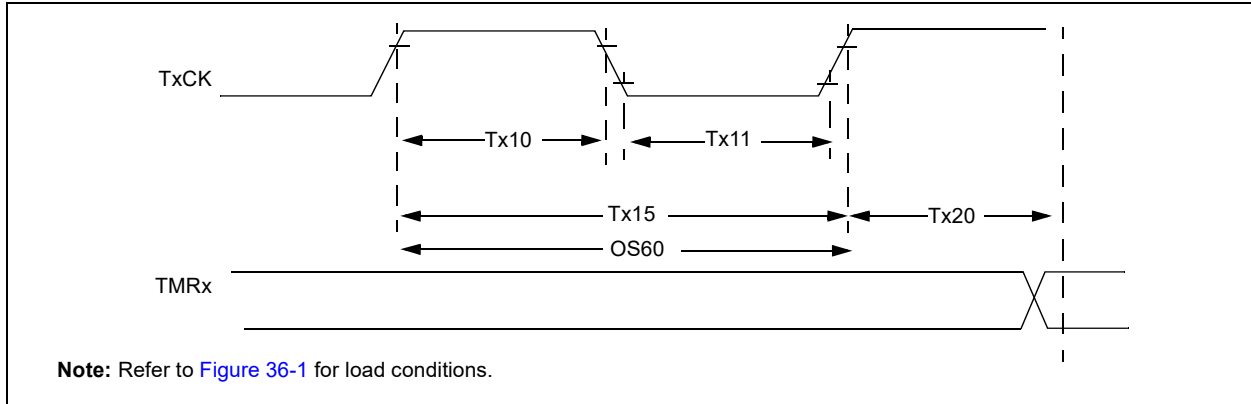 TxCK
Tx10
Tx11
Tx15
Tx20
OS60
TMRx
Note: Refer to Figure 36-1 for load conditions.